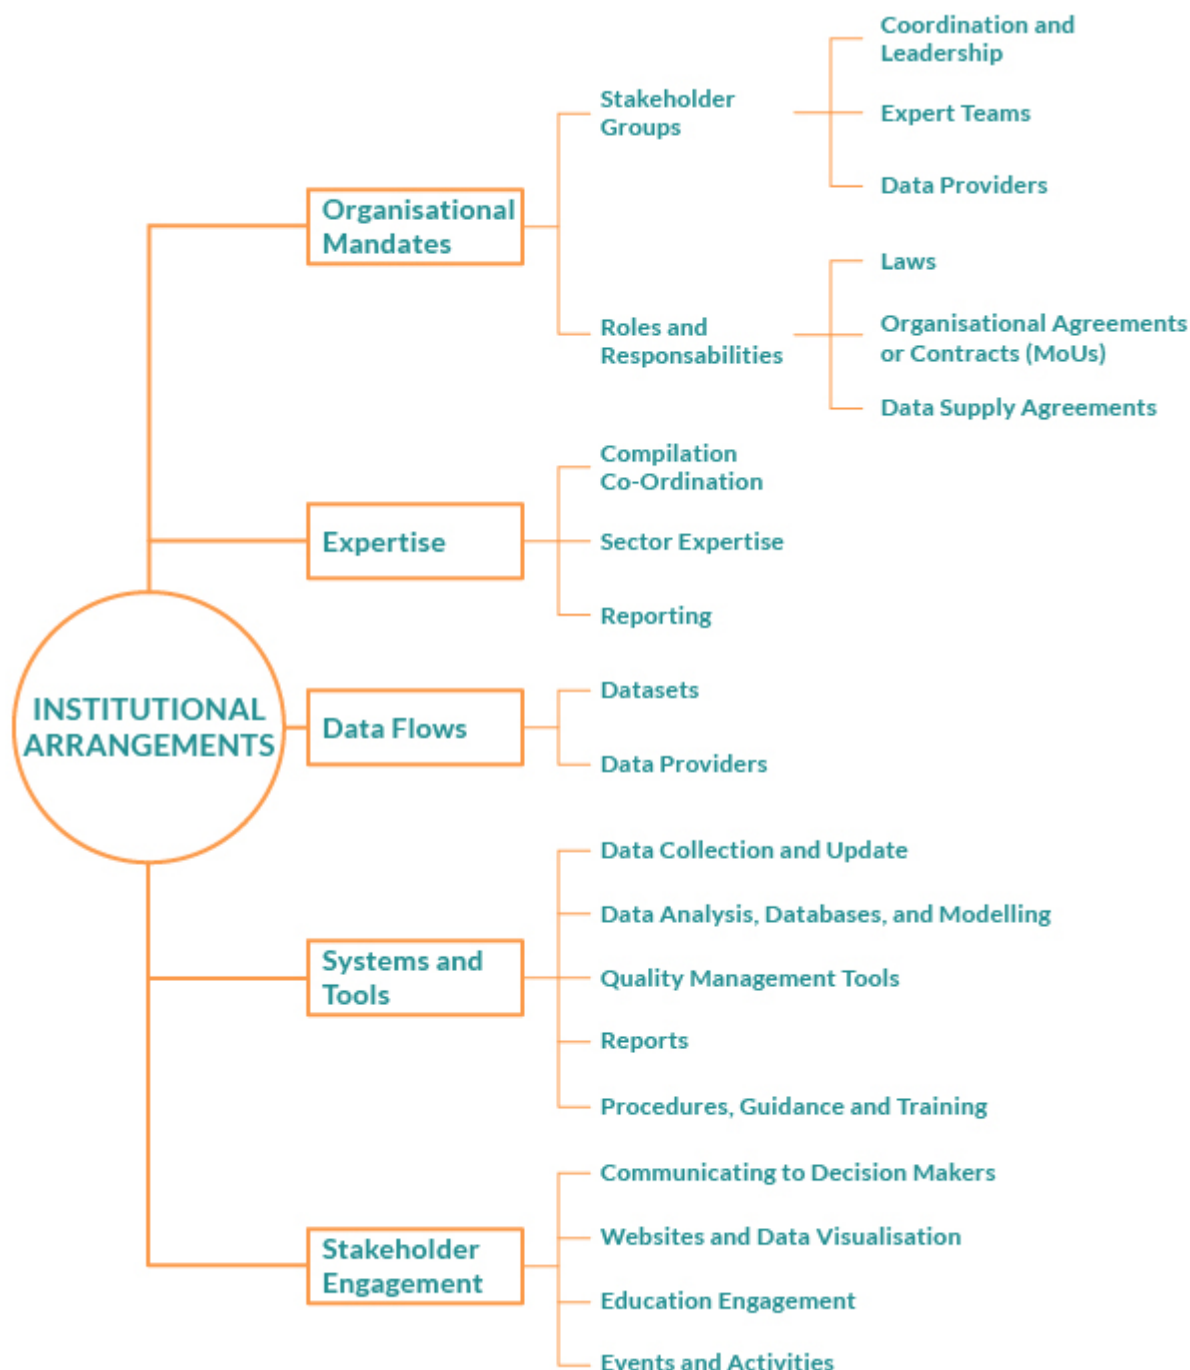 Coordination and
Leadership
Stakeholder
Groups
Expert Teams
Data Providers
Organisational
Mandates
Laws
Roles and
Responsabilities
Organisational Agreements
or Contracts (MoUs)
Data Supply Agreements
Compilation
Co-Ordination
Expertise
Sector Expertise
Reporting
INSTITUTIONAL
ARRANGEMENTS
Data Flows
Datasets
Data Providers
Data Collection and Update
Data Analysis, Databases, and Modelling
Systems and
Tools
Quality Management Tools
Reports
Procedures, Guidance and Training
Communicating to Decision Makers
Websites and Data Visualisation
Stakeholder
Engagement
Education Engagement
Events and Activities